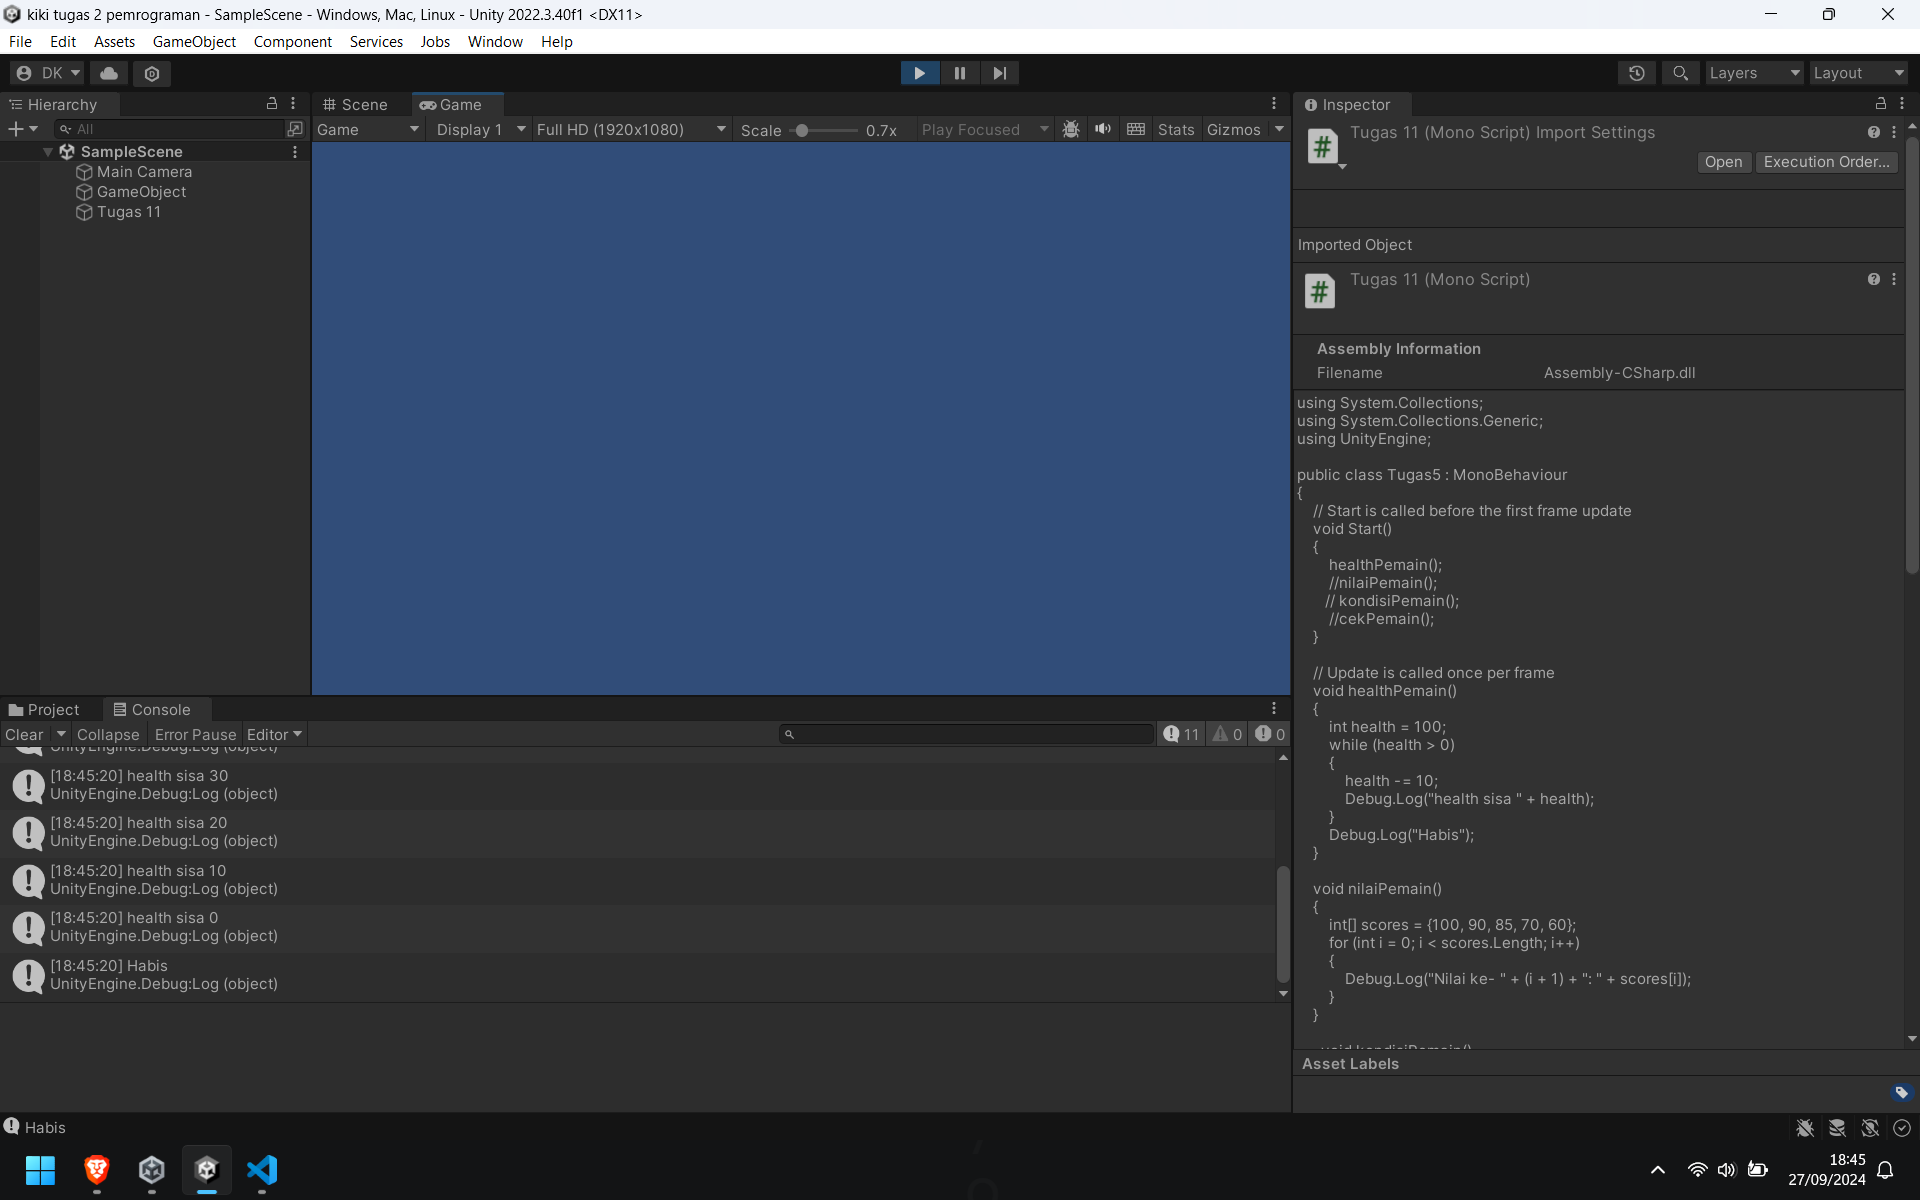 kiki tugas 2 pemrograman - SampleScene - Windows, Mac, Linux - Unity 2022.3.40f1 <DX11>
File Edit Assets GameObject Component Services Jobs Window Help
DK Layers Layout
Hierarchy
All
SampleScene
Main Camera
GameObject
Tugas 11
Scene Game
Game Display 1 Full HD (1920x1080) Scale 0.7x Play Focused Stats Gizmos
Inspector
Tugas 11 (Mono Script) Import Settings
Open Execution Order...
Imported Object
Tugas 11 (Mono Script)
Assembly Information
Filename Assembly-CSharp.dll
using System.Collections;
using System.Collections.Generic;
using UnityEngine;
public class Tugas5 : MonoBehaviour
{
// Start is called before the first frame update
void Start()
{
healthPemain();
//nilaiPemain();
// kondisiPemain();
//cekPemain();
}
// Update is called once per frame
void healthPemain()
{
int health = 100;
while (health > 0)
{
health -= 10;
Debug.Log("health sisa " + health);
}
Debug.Log("Habis");
}
void nilaiPemain()
{
int[] scores = {100, 90, 85, 70, 60};
for (int i = 0; i < scores.Length; i++)
{
Debug.Log("Nilai ke- " + (i + 1) + ": " + scores[i]);
}
}
void kondisiPemain()
Asset Labels
Project Console
Clear Collapse Error Pause Editor 11 0 0
UnityEngine.Debug:Log (object)
[18:45:20] health sisa 30
UnityEngine.Debug:Log (object)
[18:45:20] health sisa 20
UnityEngine.Debug:Log (object)
[18:45:20] health sisa 10
UnityEngine.Debug:Log (object)
[18:45:20] health sisa 0
UnityEngine.Debug:Log (object)
[18:45:20] Habis
UnityEngine.Debug:Log (object)
Habis
18:45
27/09/2024